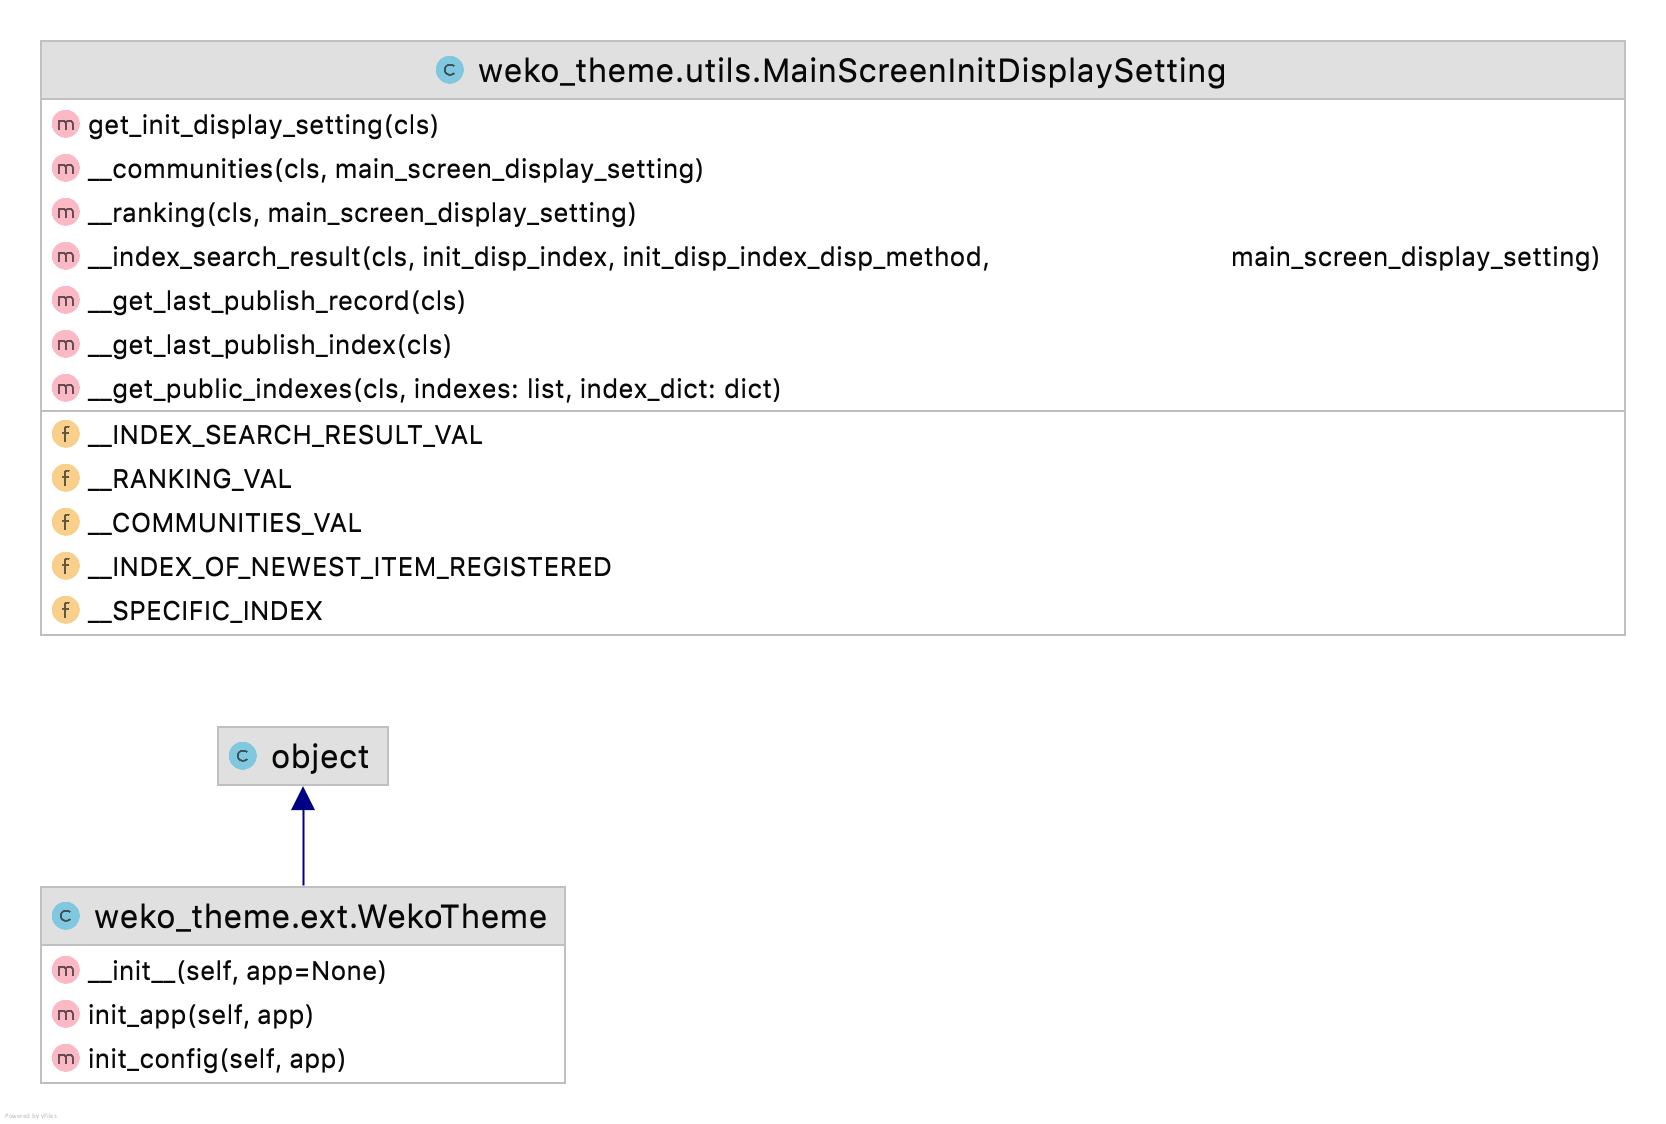 c weko_theme.utils.MainScreenInitDisplaySetting
m get_init_display_setting(cls)
m __communities(cls, main_screen_display_setting)
m __ranking(cls, main_screen_display_setting)
m __index_search_result(cls, init_disp_index, init_disp_index_disp_method, main_screen_display_setting)
m __get_last_publish_record(cls)
m __get_last_publish_index(cls)
m __get_public_indexes(cls, indexes: list, index_dict: dict)
f __INDEX_SEARCH_RESULT_VAL
f __RANKING_VAL
f __COMMUNITIES_VAL
f __INDEX_OF_NEWEST_ITEM_REGISTERED
f __SPECIFIC_INDEX
c object
c weko_theme.ext.WekoTheme
m __init__(self, app=None)
m init_app(self, app)
m init_config(self, app)
Powered by yFiles